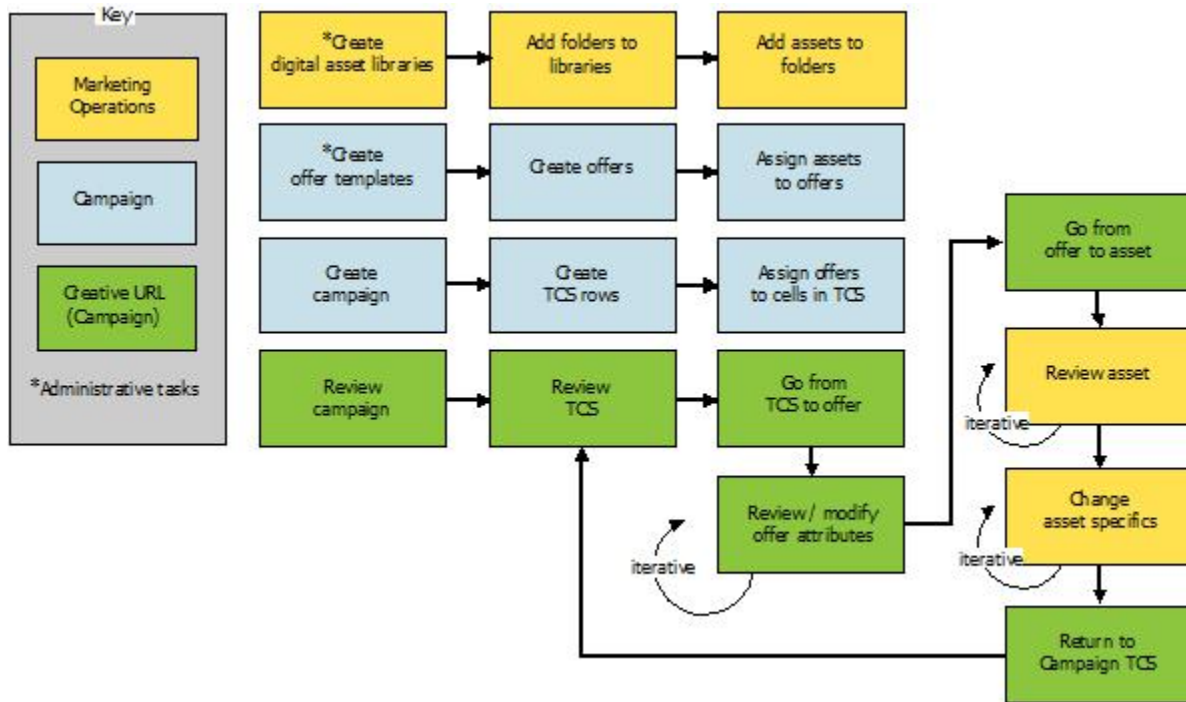 Key
Marketing
Operations
Campaign
Creative URL
(Campaign)
*Administrative tasks
*Create
digital asset libraries
Add folders to
libraries
Add assets to
folders
*Create
offer templates
Create offers
Assign assets
to offers
Create
campaign
Create
TCS rows
Assign offers
to cells in TCS
Review
campaign
Review
TCS
Go from
TCS to offer
Review / modify
offer attributes
iterative
Go from
offer to asset
Review asset
iterative
Change
asset specifics
iterative
Return to
Campaign TCS